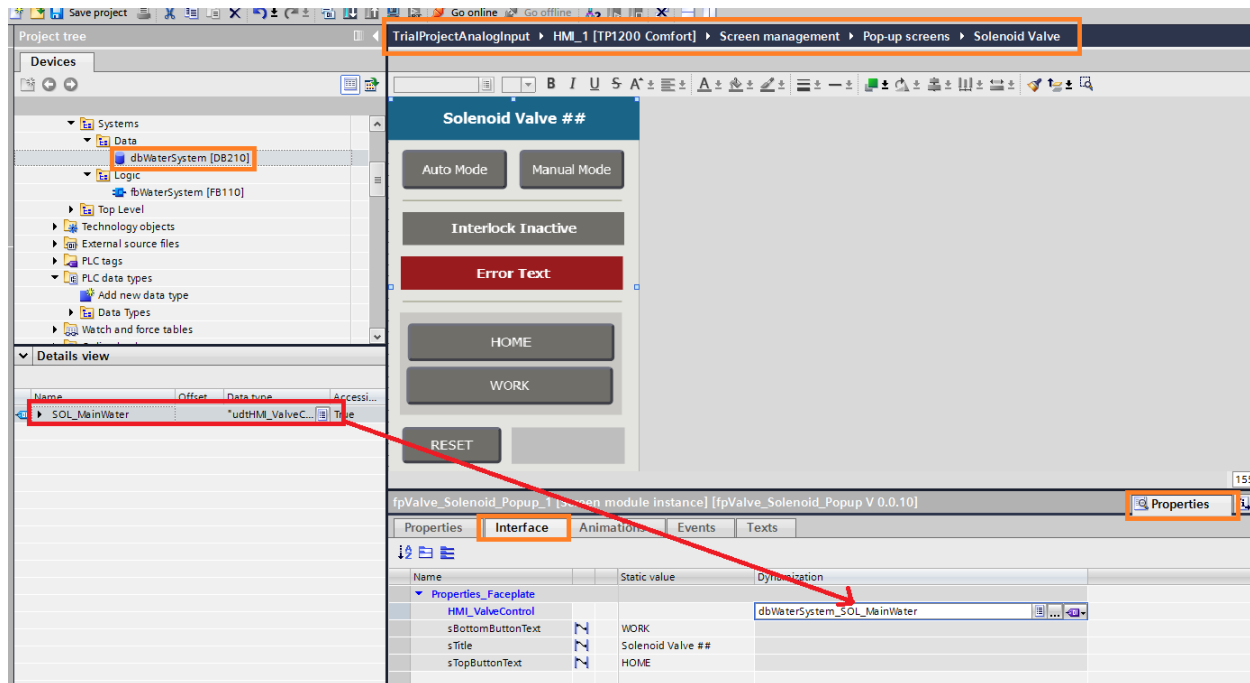 Save project
Go online
Go offline
Project tree
TrialProjectAnalogInput
HMI_1 [TP1200 Comfort]
Screen management
Pop-up screens
Solenoid Valve
Devices
B I U S A
A
Systems
Data
dbWaterSystem [DB210]
Logic
fbWaterSystem [FB110]
Top Level
Technology objects
External source files
PLC tags
PLC data types
Add new data type
Data Types
Watch and force tables
Solenoid Valve ##
Auto Mode
Manual Mode
Interlock Inactive
Error Text
HOME
WORK
RESET
Details view
Name Offset Data type Accessi...
SOL_MainWater "udtHMI_ValveC... True
fpValve_Solenoid_Popup_1 [Screen module instance] [fpValve_Solenoid_Popup V 0.0.10]
Properties
Properties Interface Animations Events Texts
Name Static value Dynamization
Properties_Faceplate
HMI_ValveControl dbWaterSystem_SOL_MainWater
sBottomButtonText WORK
sTitle Solenoid Valve ##
sTopButtonText HOME